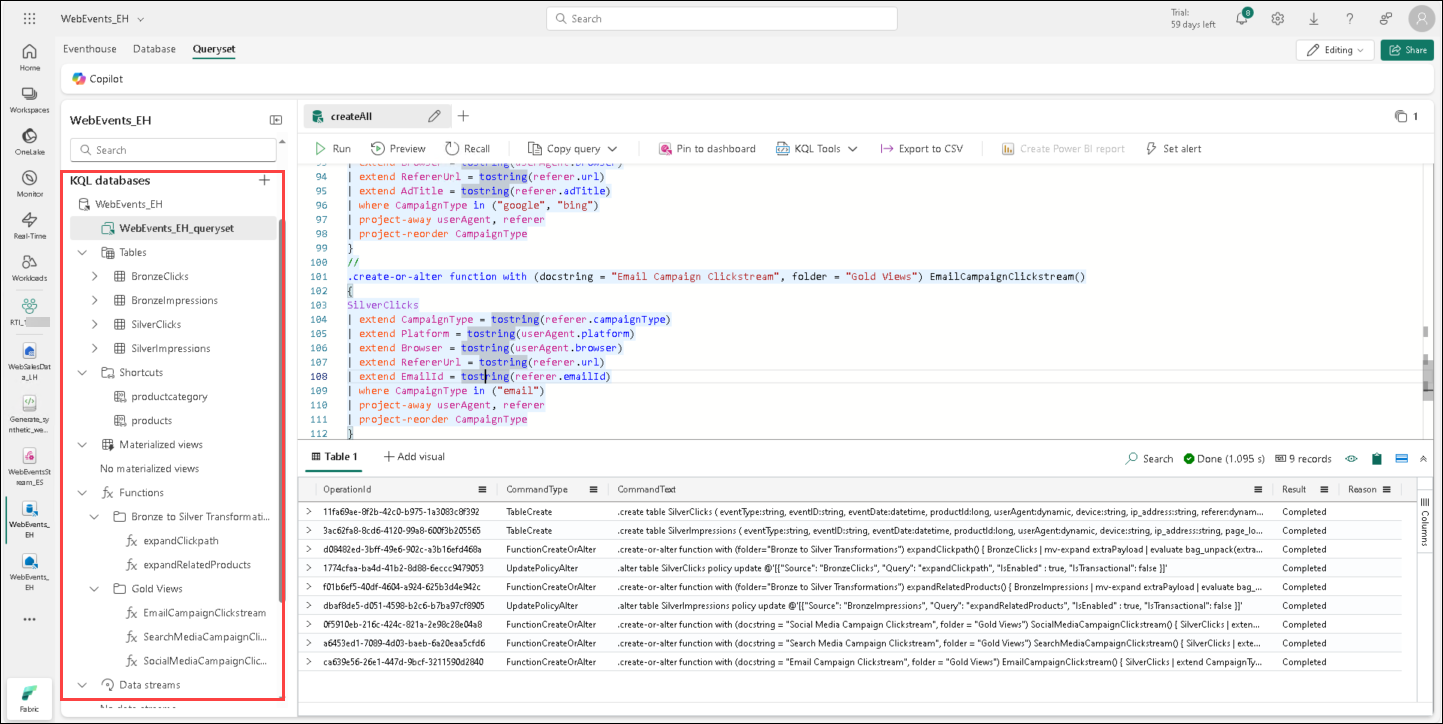 WebEvents_EH
Search
Trial:
59 days left
8
Eventhouse
Database
Queryset
Editing
Share
Copilot
Home
Workspaces
OneLake
Monitor
Real-Time
Workloads
RTI_1
WebSalesDat
a_LH
Generate_sy
nthetic_we...
WebEventsSt
ream_ES
WebEvents_
EH
WebEvents_
EH
Fabric
WebEvents_EH
Search
KQL databases
WebEvents_EH
WebEvents_EH_queryset
Tables
BronzeClicks
BronzeImpressions
SilverClicks
SilverImpressions
Shortcuts
productcategory
products
Materialized views
No materialized views
Functions
Bronze to Silver Transformati...
expandClickpath
expandRelatedProducts
Gold Views
EmailCampaignClickstream
SearchMediaCampaignCli...
SocialMediaCampaignClic...
Data streams
createAll
1
Run
Preview
Recall
Copy query
Pin to dashboard
KQL Tools
Export to CSV
Create Power BI report
Set alert
93 | extend Browser = tostring(userAgent.browser)
94 | extend RefererUrl = tostring(referer.url)
95 | extend AdTitle = tostring(referer.adTitle)
96 | where CampaignType in ("google", "bing")
97 | project-away userAgent, referer
98 | project-reorder CampaignType
99 }
100 //
101 .create-or-alter function with (docstring = "Email Campaign Clickstream", folder = "Gold Views") EmailCampaignClickstream()
102 {
103 SilverClicks
104 | extend CampaignType = tostring(referer.campaignType)
105 | extend Platform = tostring(userAgent.platform)
106 | extend Browser = tostring(userAgent.browser)
107 | extend RefererUrl = tostring(referer.url)
108 | extend EmailId = tostring(referer.emailId)
109 | where CampaignType in ("email")
110 | project-away userAgent, referer
111 | project-reorder CampaignType
112 }
Table 1
Add visual
Search
Done (1.095 s)
9 records
OperationId CommandType CommandText Result Reason
11fa69ae-8f2b-42c0-b975-1a3083c8f392 TableCreate .create table SilverClicks ( eventType:string, eventID:string, eventDate:datetime, productId:long, userAgent:dynamic, device:string, ip_address:string, referer:dynam... Completed
3ac62fa8-8cd6-4120-99a8-600f3b205565 TableCreate .create table SilverImpressions ( eventType:string, eventID:string, eventDate:datetime, productId:long, userAgent:dynamic, device:string, ip_address:string, page_lo... Completed
d08482ed-3bff-49e6-902c-a3b16efd468a FunctionCreateOrAlter .create-or-alter function with (folder="Bronze to Silver Transformations") expandClickpath() { BronzeClicks | mv-expand extraPayload | evaluate bag_unpack(extra... Completed
1774cfaa-ba4d-41b2-8d88-6eccc9479053 UpdatePolicyAlter .alter table SilverClicks policy update @'[{"Source": "BronzeClicks", "Query": "expandClickpath", "IsEnabled" : true, "IsTransactional": false }]' Completed
f01b6ef5-40df-4604-a924-625b3d4e942c FunctionCreateOrAlter .create-or-alter function with (folder="Bronze to Silver Transformations") expandRelatedProducts() { BronzeImpressions | mv-expand extraPayload | evaluate bag_... Completed
dbaf8de5-d051-4598-b2c6-b7ba97cf8905 UpdatePolicyAlter .alter table SilverImpressions policy update @'[{"Source": "BronzeImpressions", "Query": "expandRelatedProducts", "IsEnabled" : true, "IsTransactional": false }]' Completed
0f5910eb-216c-424c-821a-2e98c28e04a8 FunctionCreateOrAlter .create-or-alter function with (docstring = "Social Media Campaign Clickstream", folder = "Gold Views") SocialMediaCampaignClickstream() { SilverClicks | exten... Completed
a6453ed1-7089-4d03-baeb-6a20eaa5cfd6 FunctionCreateOrAlter .create-or-alter function with (docstring = "Search Media Campaign Clickstream", folder = "Gold Views") SearchMediaCampaignClickstream() { SilverClicks | exte... Completed
ca639e56-26e1-447d-9bcf-3211590d2840 FunctionCreateOrAlter .create-or-alter function with (docstring = "Email Campaign Clickstream", folder = "Gold Views") EmailCampaignClickstream() { SilverClicks | extend CampaignTy... Completed
Columns